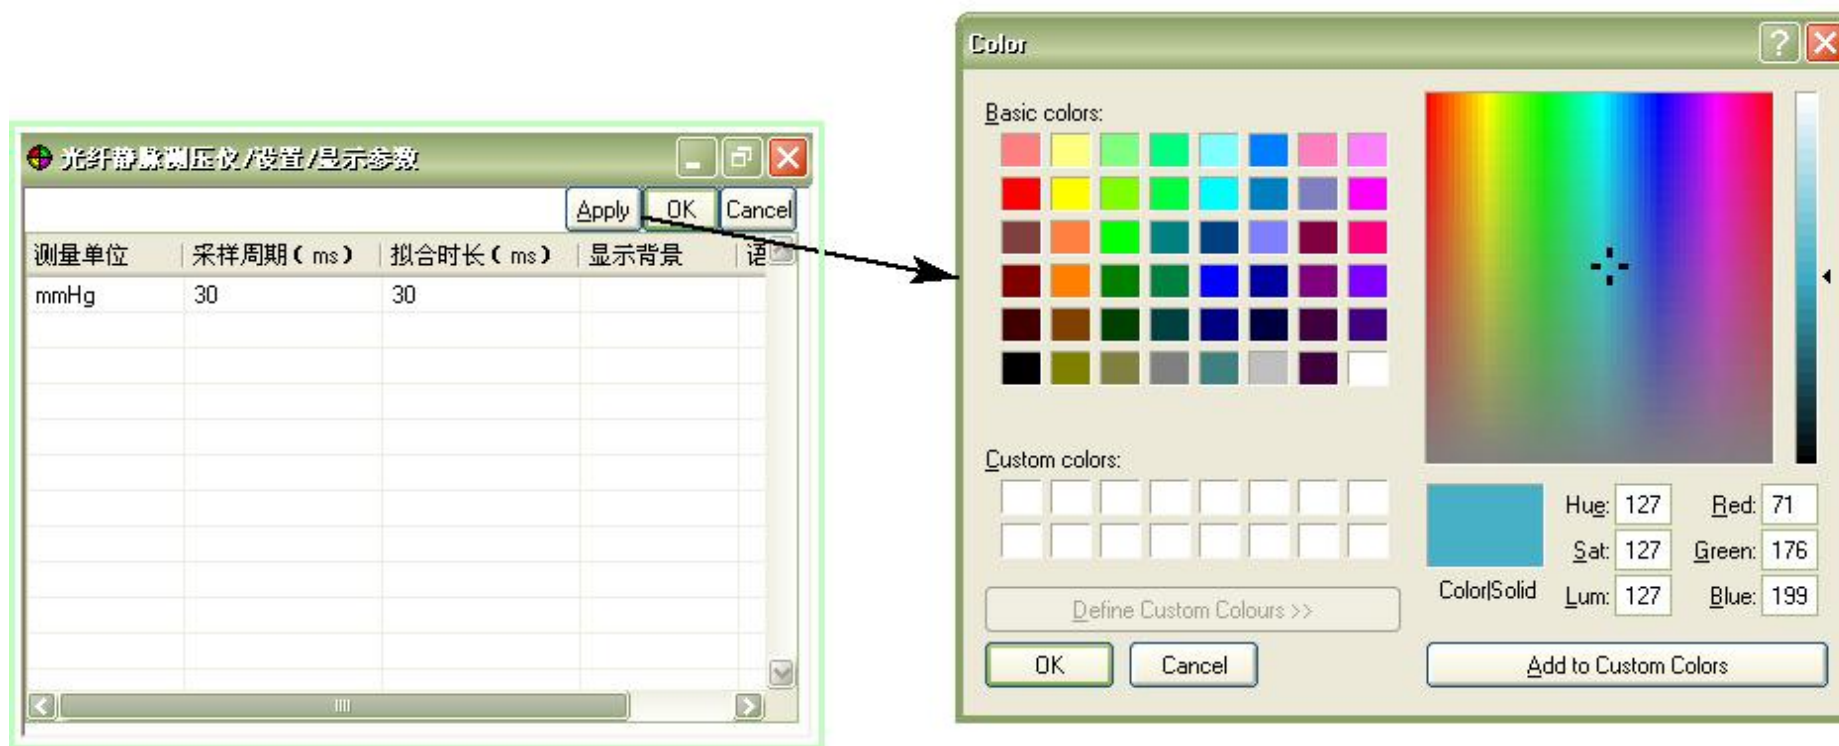 光纤静脉测压仪/设置/显示参数
Apply OK Cancel
测量单位 采样周期(ms) 拟合时长(ms) 显示背景 语
mmHg 30 30
Color
Basic colors:
Custom colors:
Define Custom Colours >>
OK Cancel
Color|Solid
Hue: 127 Red: 71
Sat: 127 Green: 176
Lum: 127 Blue: 199
Add to Custom Colors